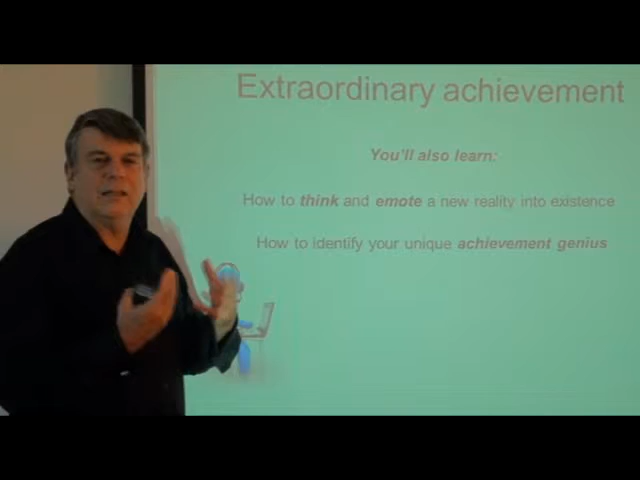 Extraordinary achievement
You'll also learn:
How to think and emote a new reality into existence
How to identify your unique achievement genius